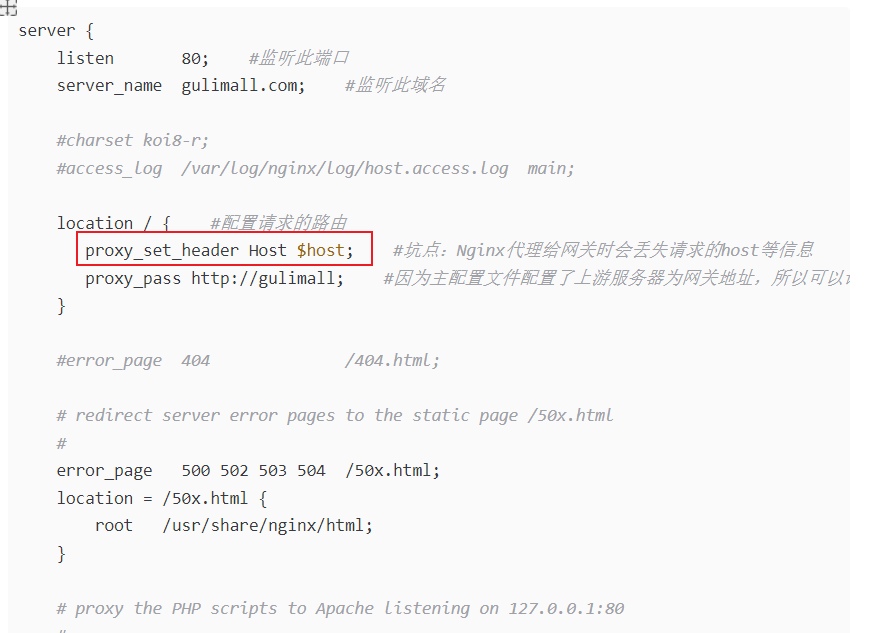 server {
listen 80; #监听此端口
server_name gulimall.com; #监听此域名
#charset koi8-r;
#access_log /var/log/nginx/log/host.access.log main;
location / { #配置请求的路由
proxy_set_header Host $host; #坑点：Nginx代理给网关时会丢失请求的host等信息
proxy_pass http://gulimall; #因为主配置文件配置了上游服务器为网关地址，所以可以
}
#error_page 404 /404.html;
# redirect server error pages to the static page /50x.html
#
error_page 500 502 503 504 /50x.html;
location = /50x.html {
root /usr/share/nginx/html;
}
# proxy the PHP scripts to Apache listening on 127.0.0.1:80
#